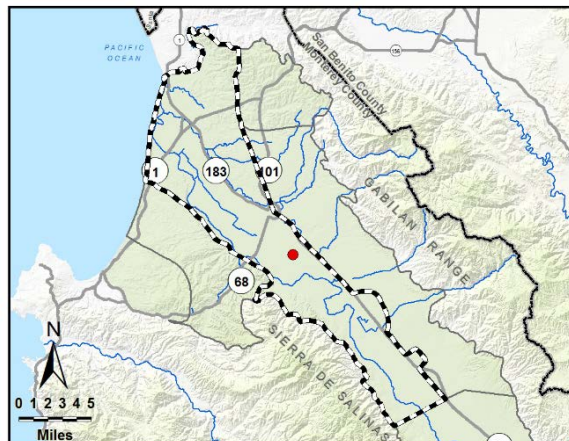 1
PACIFIC
OCEAN
156
San Benito County
Monterey County
1
183
101
GABILAN RANGE
68
SIERRA DE SALINAS
N
0 1 2 3 4 5
Miles